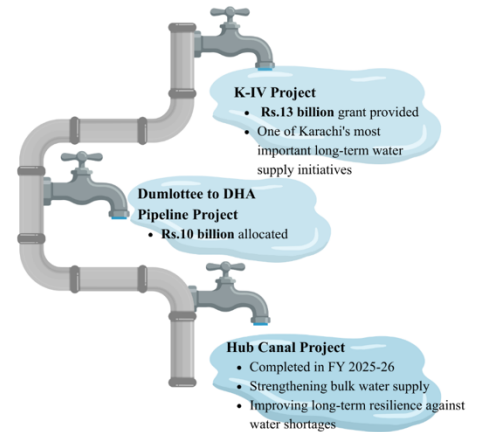 K-IV Project
• Rs.13 billion grant provided
• One of Karachi's most
important long-term water
supply initiatives
Dumlottee to DHA
Pipeline Project
• Rs.10 billion allocated
Hub Canal Project
• Completed in FY 2025-26
• Strengthening bulk water supply
• Improving long-term resilience against
water shortages